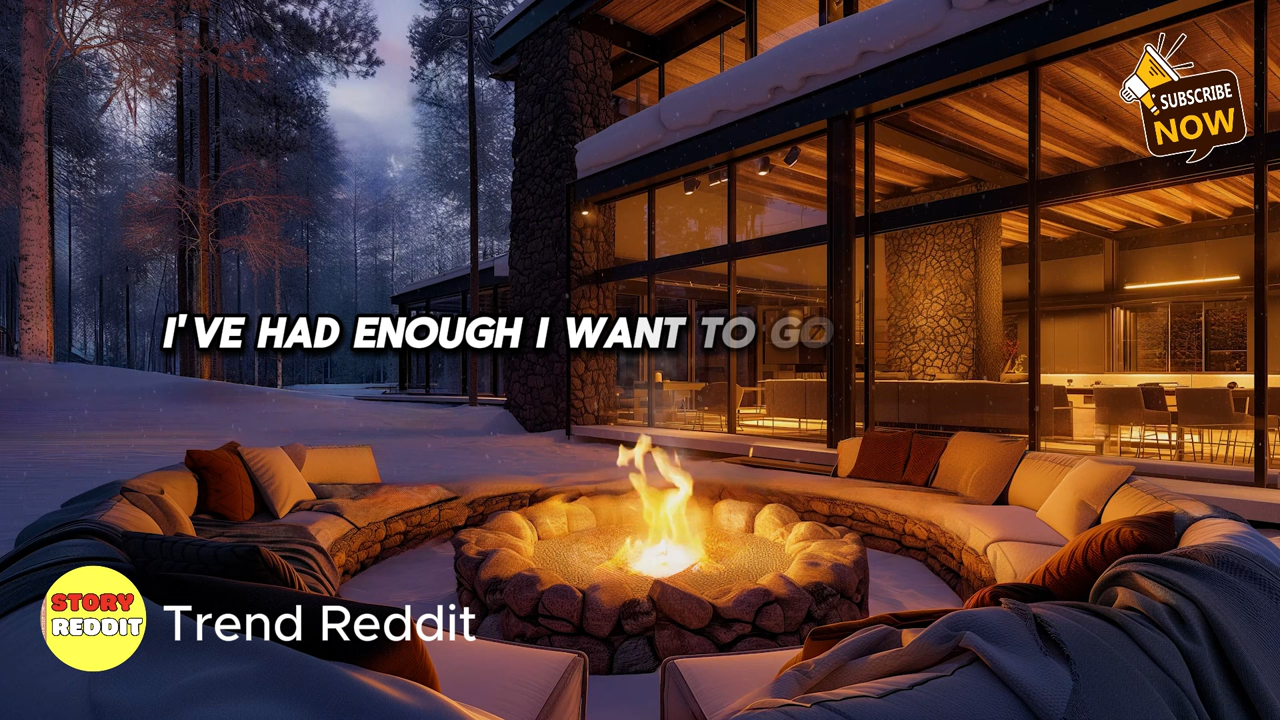 SUBSCRIBE
NOW
I'VE HAD ENOUGH I WANT TO GO
STORY
REDDIT
Trend Reddit